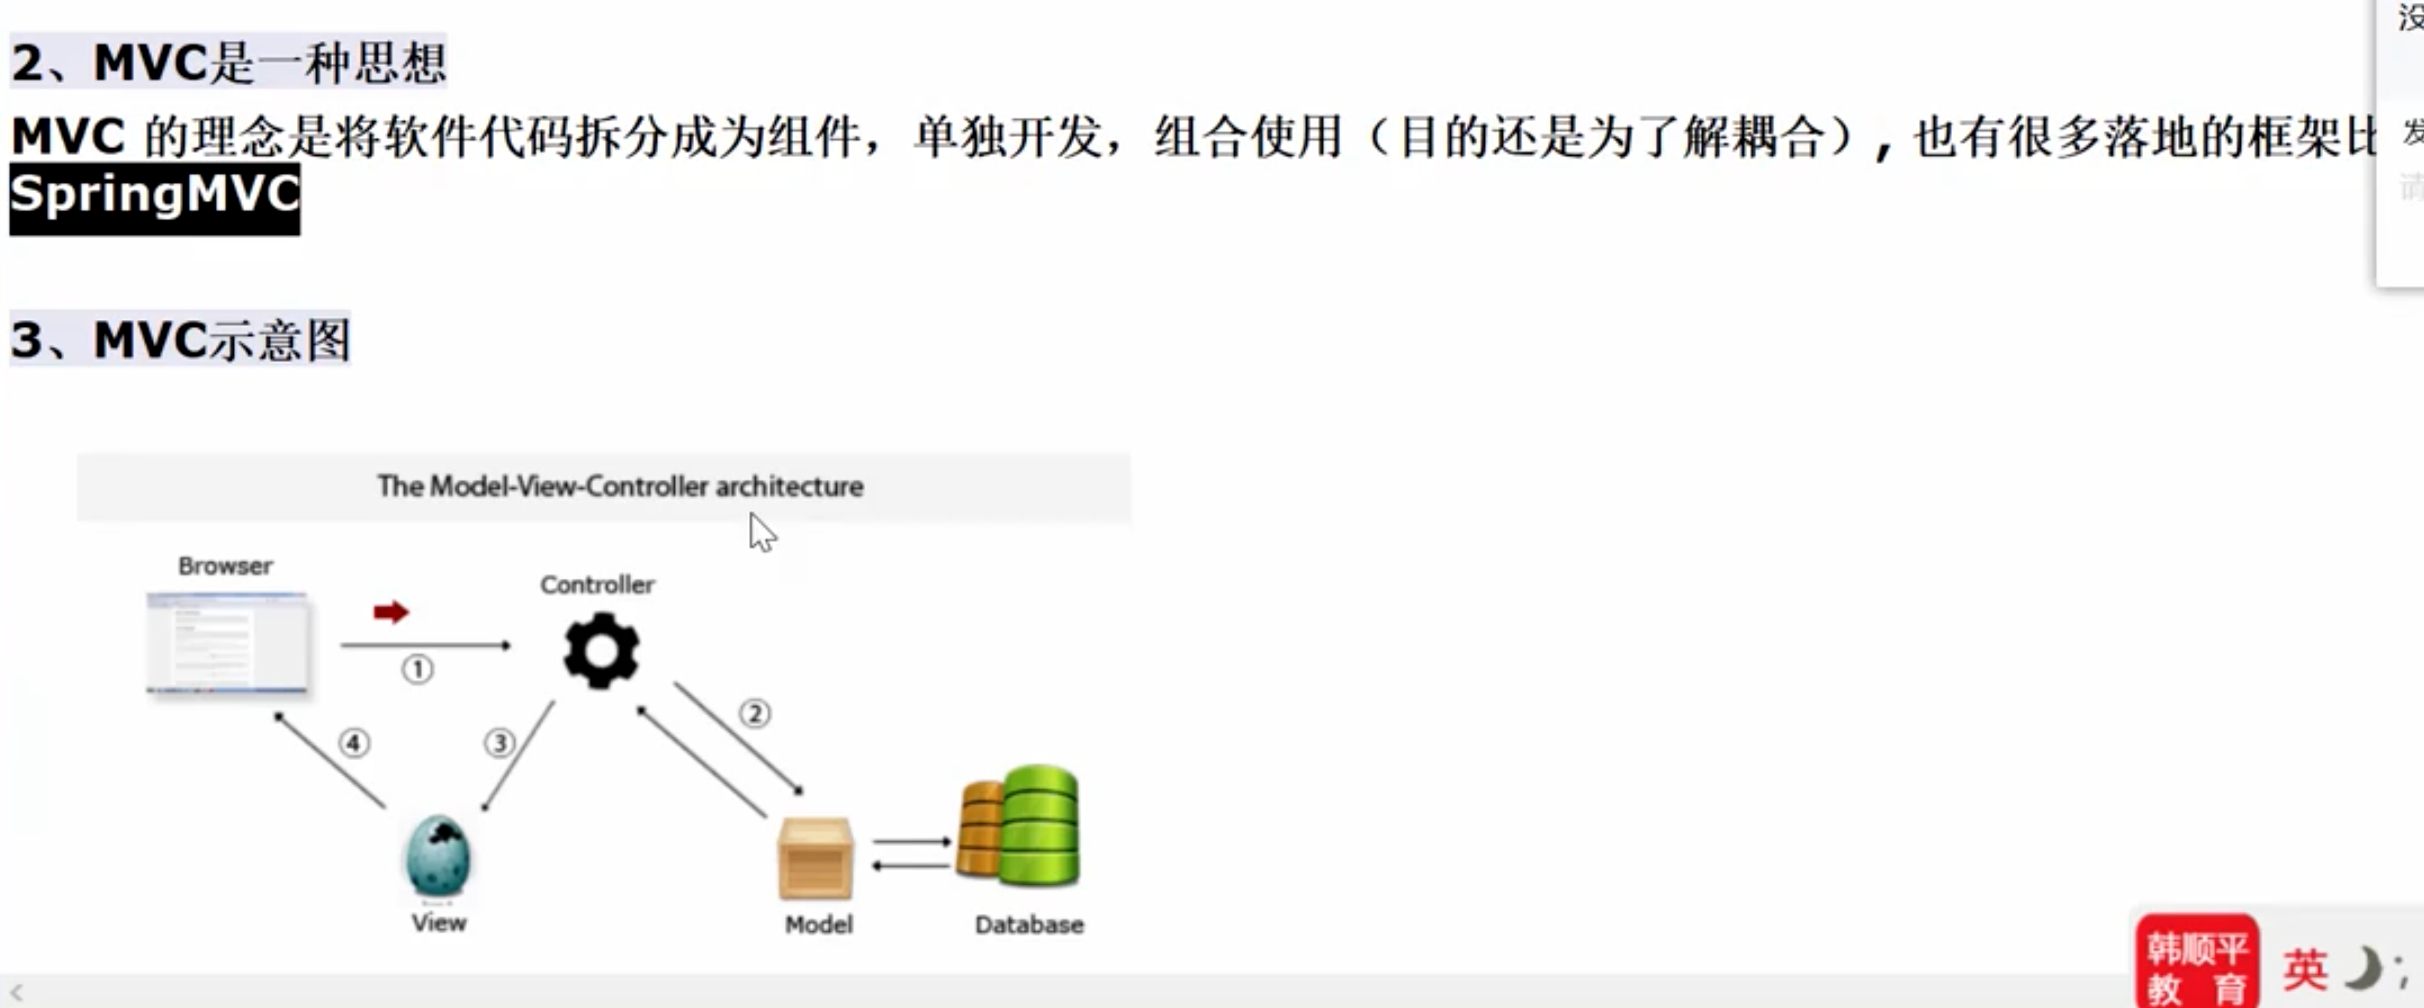 2、MVC是一种思想
MVC 的理念是将软件代码拆分成为组件，单独开发，组合使用（目的还是为了解耦合）, 也有很多落地的框架比
SpringMVC
3、MVC示意图
The Model-View-Controller architecture
Browser
Controller
①
②
③
④
View
Model
Database
没
发
请
韩顺平
教 育
英